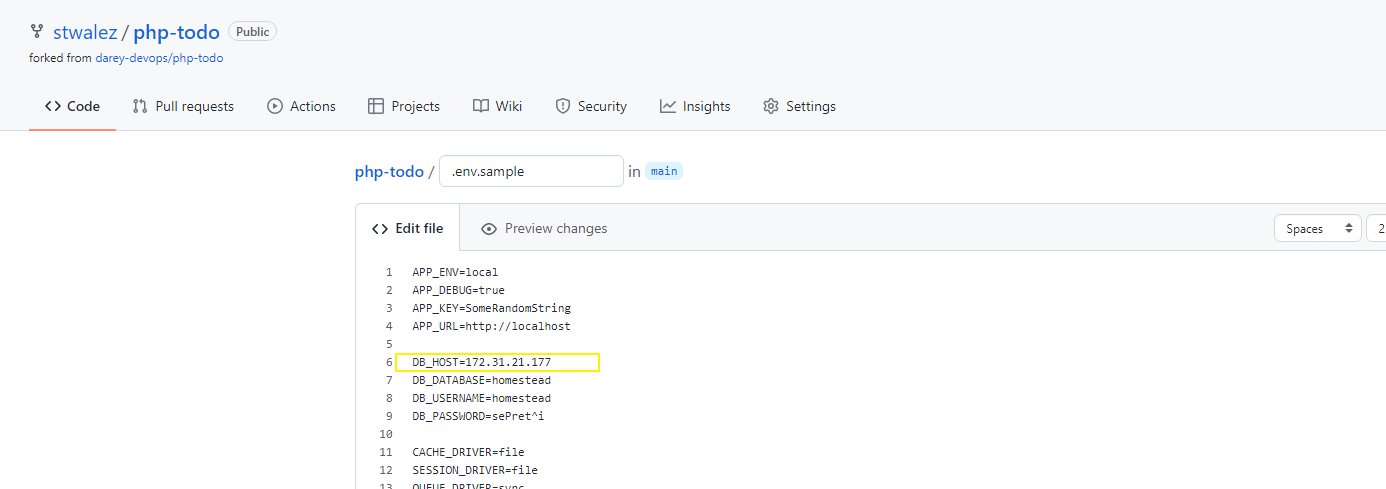 stwalez / php-todo Public
forked from darey-devops/php-todo
Code Pull requests Actions Projects Wiki Security Insights Settings
php-todo / .env.sample in main
Edit file Preview changes Spaces 2
1 APP_ENV=local
2 APP_DEBUG=true
3 APP_KEY=SomeRandomString
4 APP_URL=http://localhost
5
6 DB_HOST=172.31.21.177
7 DB_DATABASE=homestead
8 DB_USERNAME=homestead
9 DB_PASSWORD=sePret^i
10
11 CACHE_DRIVER=file
12 SESSION_DRIVER=file
13 QUEUE_DRIVER=sync